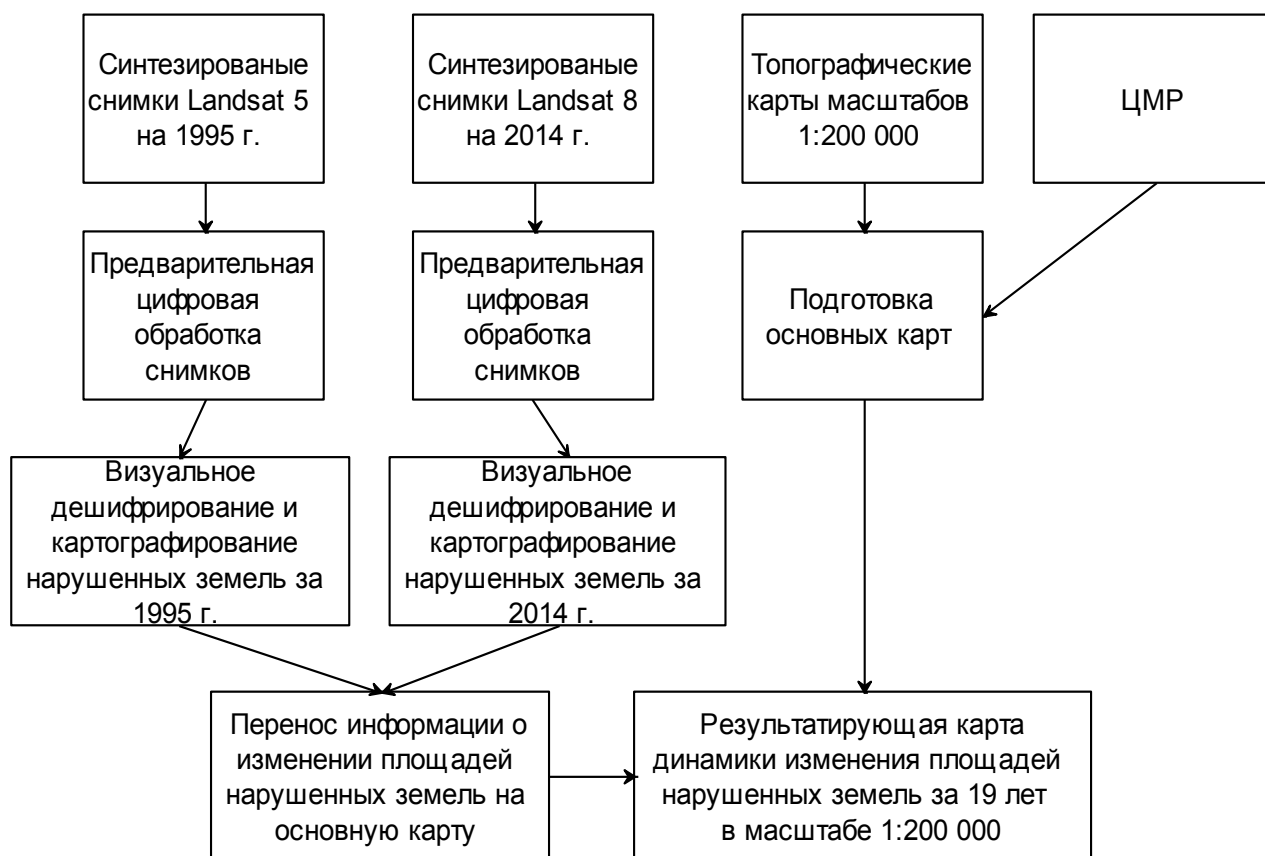 Синтезированые
снимки Landsat 5
на 1995 г.
Синтезированые
снимки Landsat 8
на 2014 г.
Топографические
карты масштабов
1:200 000
ЦМР
Предварительная
цифровая
обработка
снимков
Предварительная
цифровая
обработка
снимков
Подготовка
основных карт
Визуальное
дешифрирование и
картографирование
нарушенных земель за
1995 г.
Визуальное
дешифрирование и
картографирование
нарушенных земель за
2014 г.
Перенос информации о
изменении площадей
нарушенных земель на
основную карту
Результатирующая карта
динамики изменения площадей
нарушенных земель за 19 лет
в масштабе 1:200 000